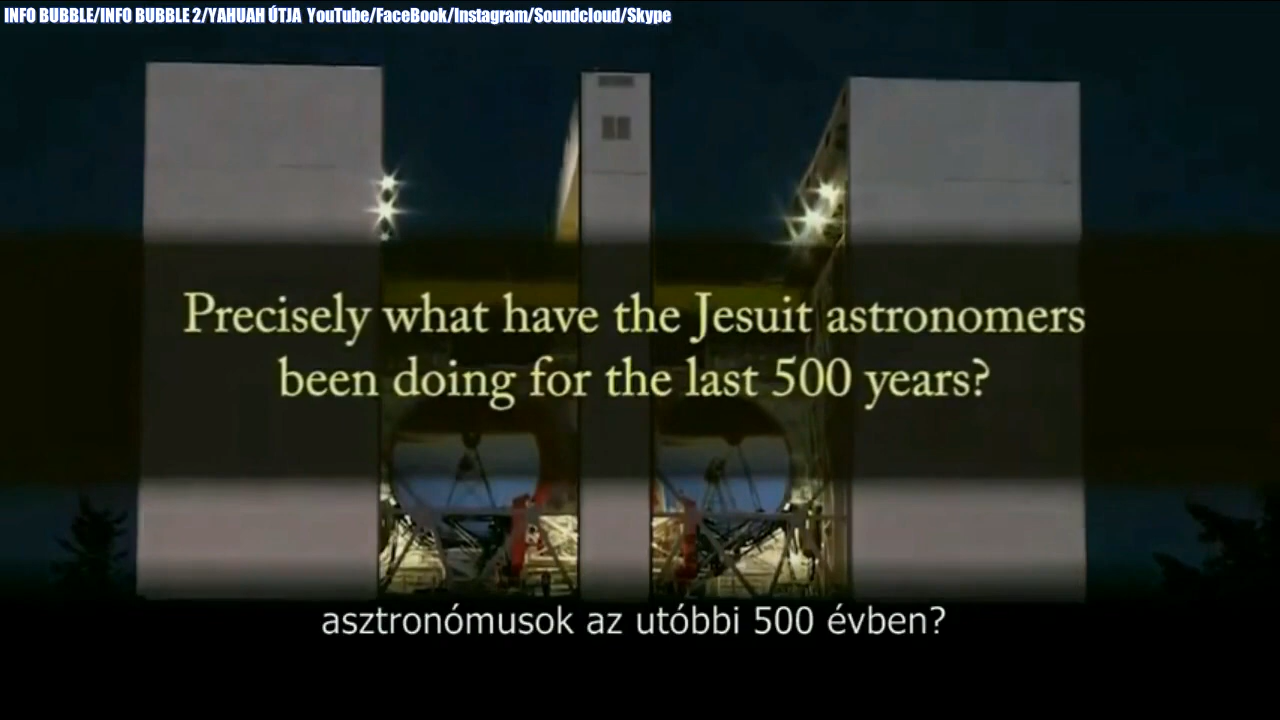 INFO BUBBLE/INFO BUBBLE 2/YAHUAH ÚTJA YouTube/FaceBook/Instagram/Soundcloud/Skype
Precisely what have the Jesuit astronomers
been doing for the last 500 years?
asztronómusok az utóbbi 500 évben?